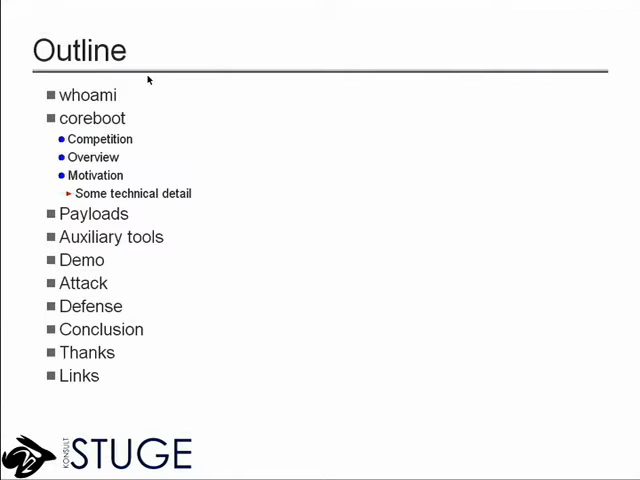 Outline
whoami
coreboot
Competition
Overview
Motivation
Some technical detail
Payloads
Auxiliary tools
Demo
Attack
Defense
Conclusion
Thanks
Links
KONSULT
STUGE